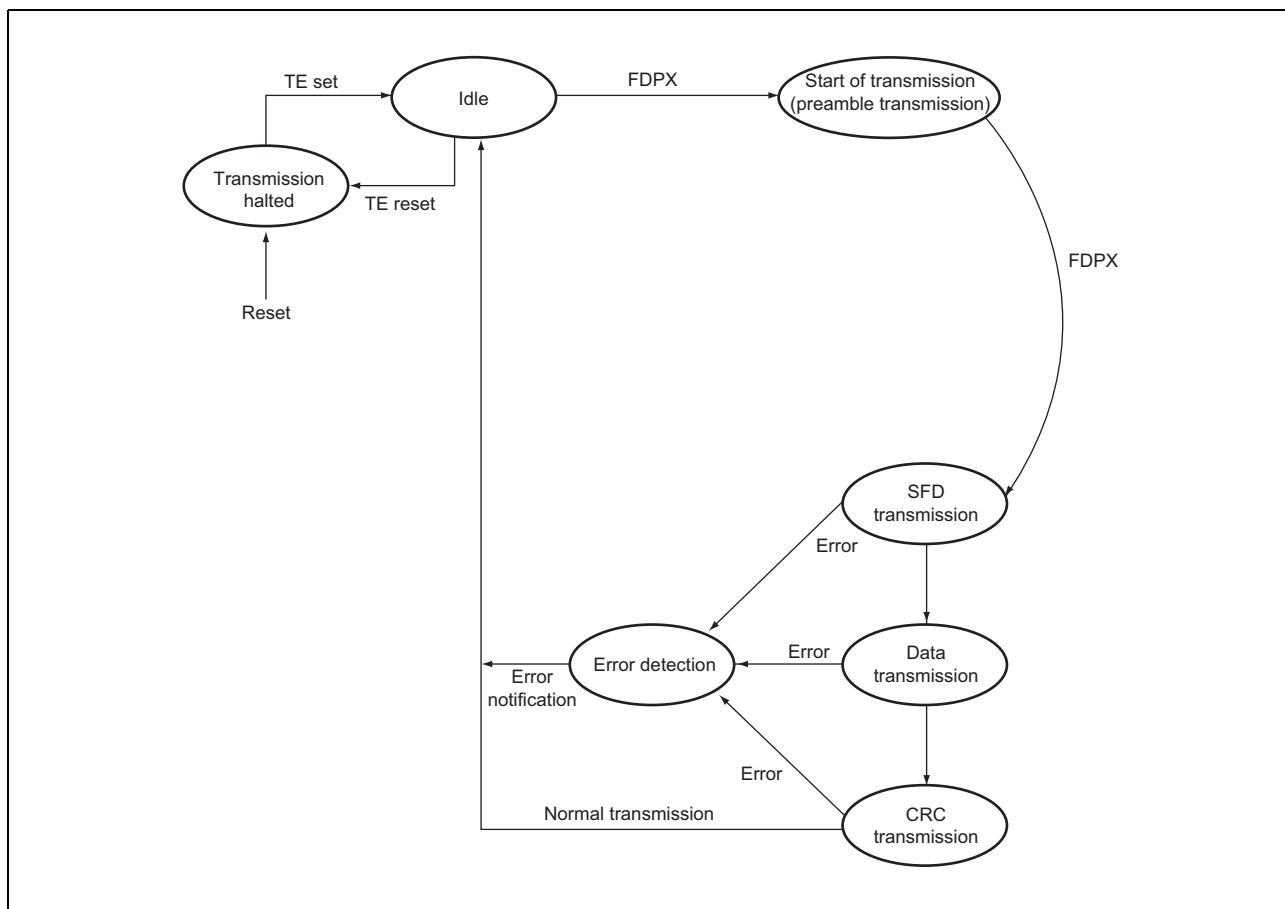 TE set
Idle
FDPX
Start of transmission
(preamble transmission)
Transmission
halted
TE reset
Reset
FDPX
SFD
transmission
Error
Error detection
Error
Data
transmission
Error
notification
Error
Normal transmission
CRC
transmission